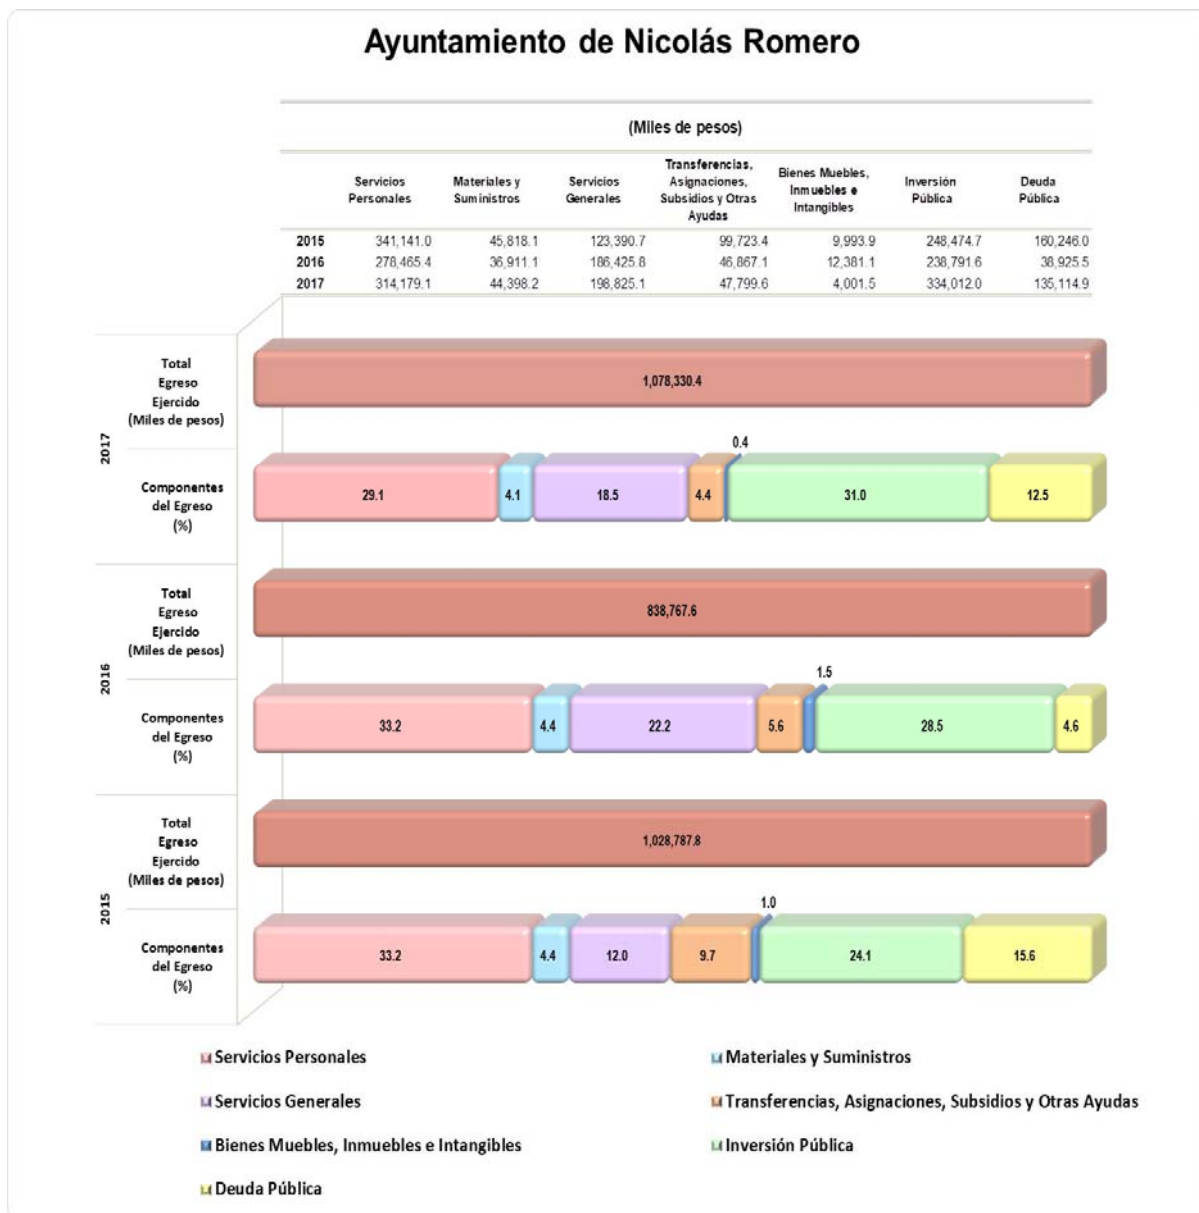 Ayuntamiento de Nicolás Romero
(Miles de pesos)
Servicios Personales
Materiales y Suministros
Servicios Generales
Transferencias, Asignaciones, Subsidios y Otras Ayudas
Bienes Muebles, Inmuebles e Intangibles
Inversión Pública
Deuda Pública
2015 341,141.0 45,818.1 123,390.7 99,723.4 9,993.9 248,474.7 160,246.0
2016 278,465.4 36,911.1 186,425.8 46,867.1 12,381.1 238,791.6 38,925.5
2017 314,179.1 44,398.2 198,825.1 47,799.6 4,001.5 334,012.0 135,114.9
2017
Total
Egreso
Ejercido
(Miles de pesos)
1,078,330.4
0.4
Componentes
del Egreso
(%)
29.1 4.1 18.5 4.4 31.0 12.5
2016
Total
Egreso
Ejercido
(Miles de pesos)
838,767.6
1.5
Componentes
del Egreso
(%)
33.2 4.4 22.2 5.6 28.5 4.6
2015
Total
Egreso
Ejercido
(Miles de pesos)
1,028,787.8
1.0
Componentes
del Egreso
(%)
33.2 4.4 12.0 9.7 24.1 15.6
Servicios Personales
Materiales y Suministros
Servicios Generales
Transferencias, Asignaciones, Subsidios y Otras Ayudas
Bienes Muebles, Inmuebles e Intangibles
Inversión Pública
Deuda Pública